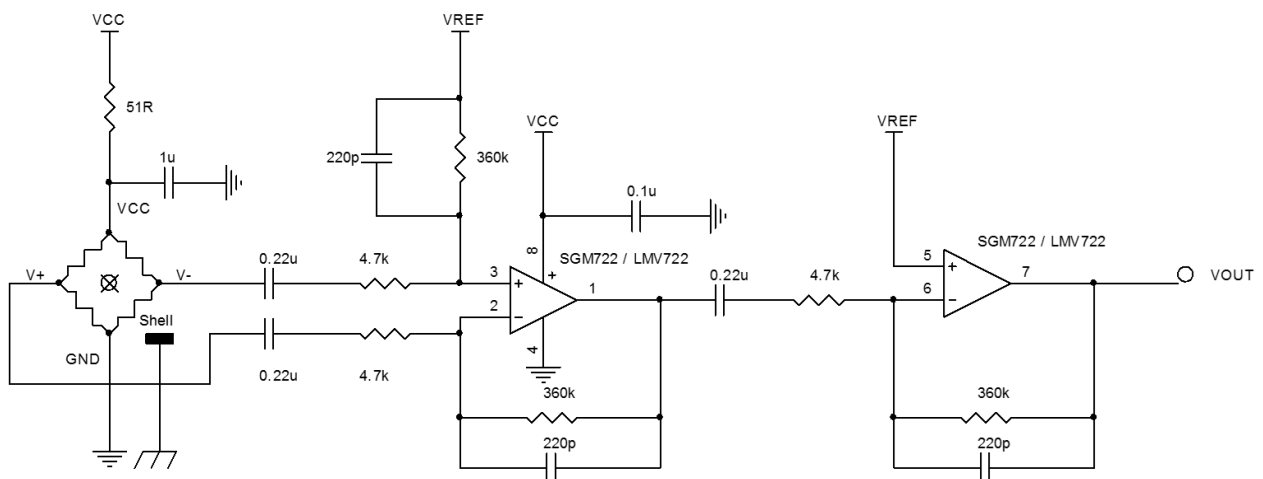 VCC
VREF
51R
VCC
VREF
1u
220p
360k
0.1u
VCC
8
SGM722 / LMV722
SGM722 / LMV722
V+
V-
0.22u
4.7k
3
+
+
1
0.22u
4.7k
5
+
7
6
-
VOUT
2
-
Shell
GND
4
0.22u
4.7k
360k
360k
220p
220p